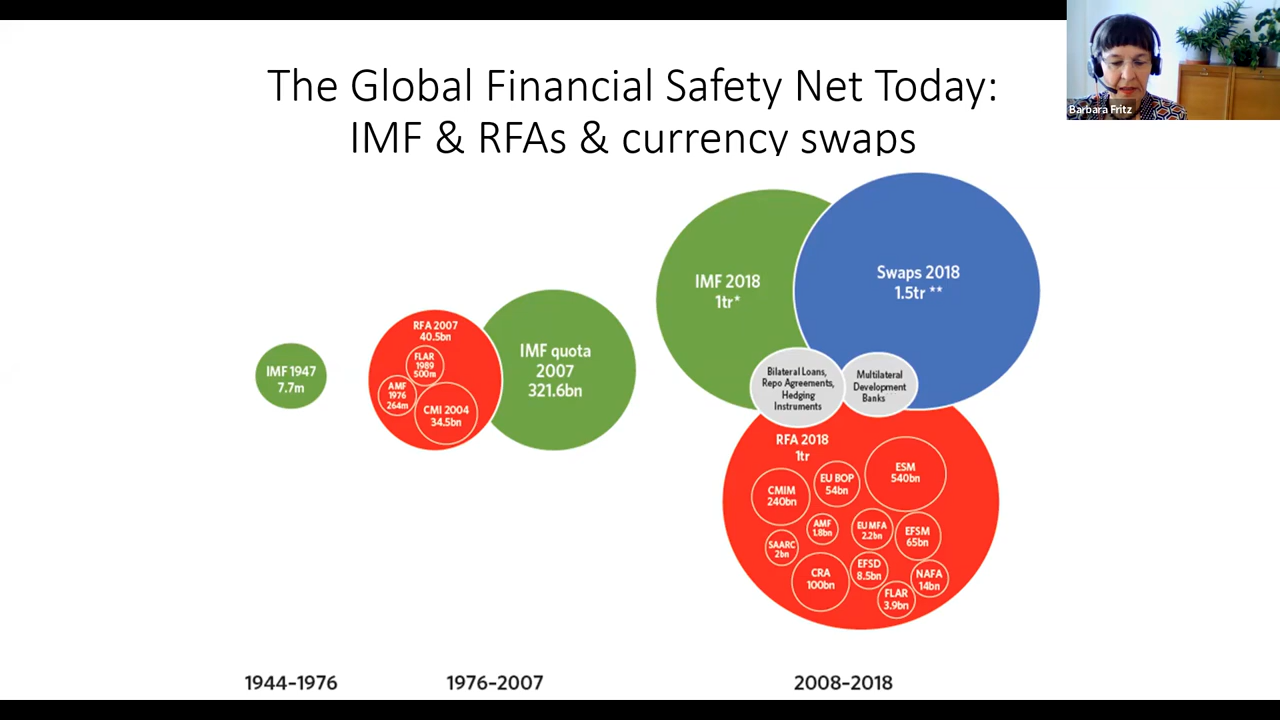 The Global Financial Safety Net Today:
IMF & RFAs & currency swaps
Barbara Fritz
IMF 1947
7.7m
RFA 2007
40.5bn
FLAR
1989
500m
AMF
1976
264m
CMI 2004
34.5bn
IMF quota
2007
321.6bn
IMF 2018
1tr*
Swaps 2018
1.5tr **
Bilateral Loans,
Repo Agreements,
Hedging
Instruments
Multilateral
Development
Banks
RFA 2018
1tr
CMIM
240bn
EU BOP
54bn
ESM
540bn
AMF
1.8bn
EU MFA
2.2bn
EFSM
65bn
SAARC
2bn
CRA
100bn
EFSD
8.5bn
NAFA
14bn
FLAR
3.9bn
1944–1976
1976–2007
2008–2018